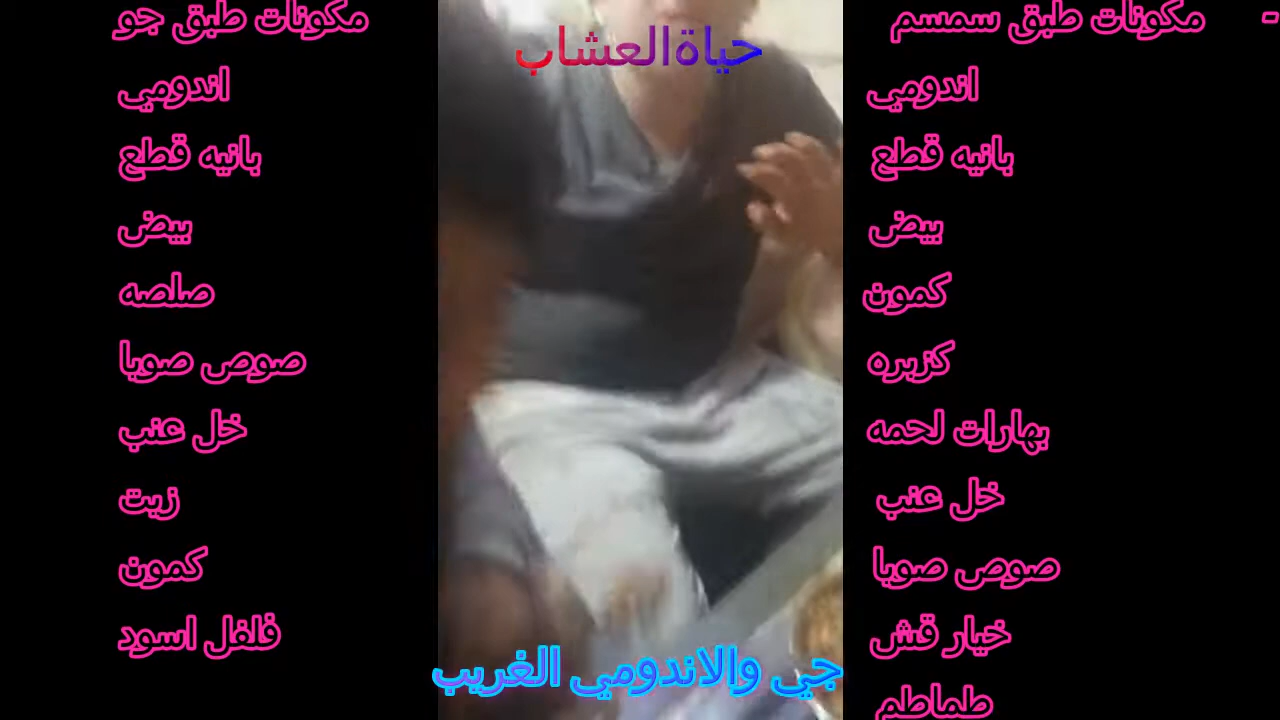 حياةالعشاب
مكونات طبق سمسم -
اندومي
بانيه قطع
بيض
كمون
كزبره
بهارات لحمه
خل عنب
صوص صويا
خيار قش
طماطم
مكونات طبق جو
اندومي
بانيه قطع
بيض
صلصه
صوص صويا
خل عنب
زيت
كمون
فلفل اسود
جي والاندومي الغريب